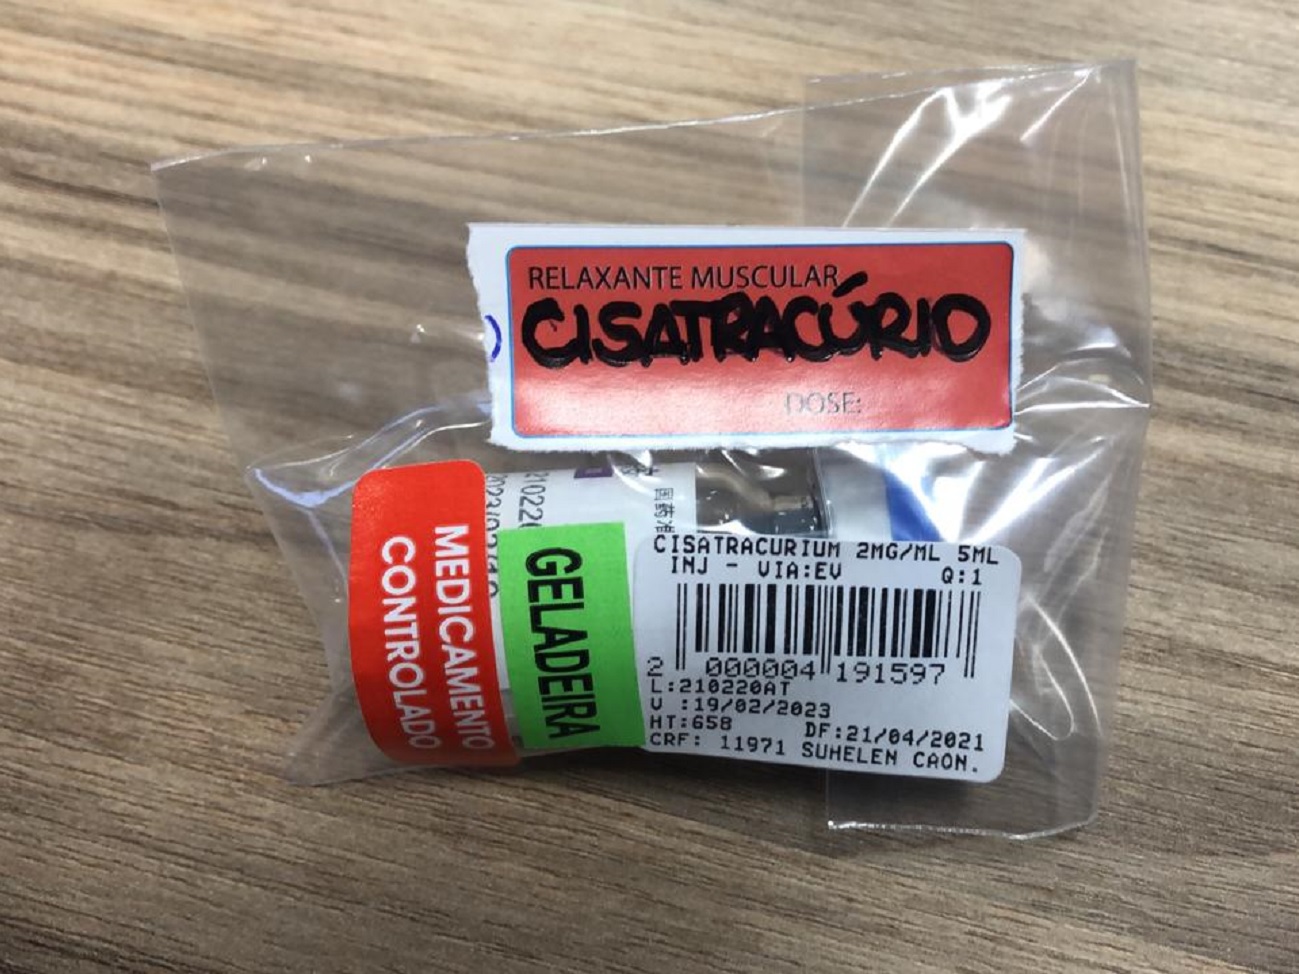 RELAXANTE MUSCULAR
CISATRACÚRIO
DOSE:
MEDICAMENTO
CONTROLADO
GELADEIRA
CISATRACURIUM 2MG/ML 5ML
INJ - VIA:EV Q:1
2 000004 191597
L:210220AT
V :19/02/2023
HT:658 DF:21/04/2021
CRF: 11971 SUHELEN CAON.